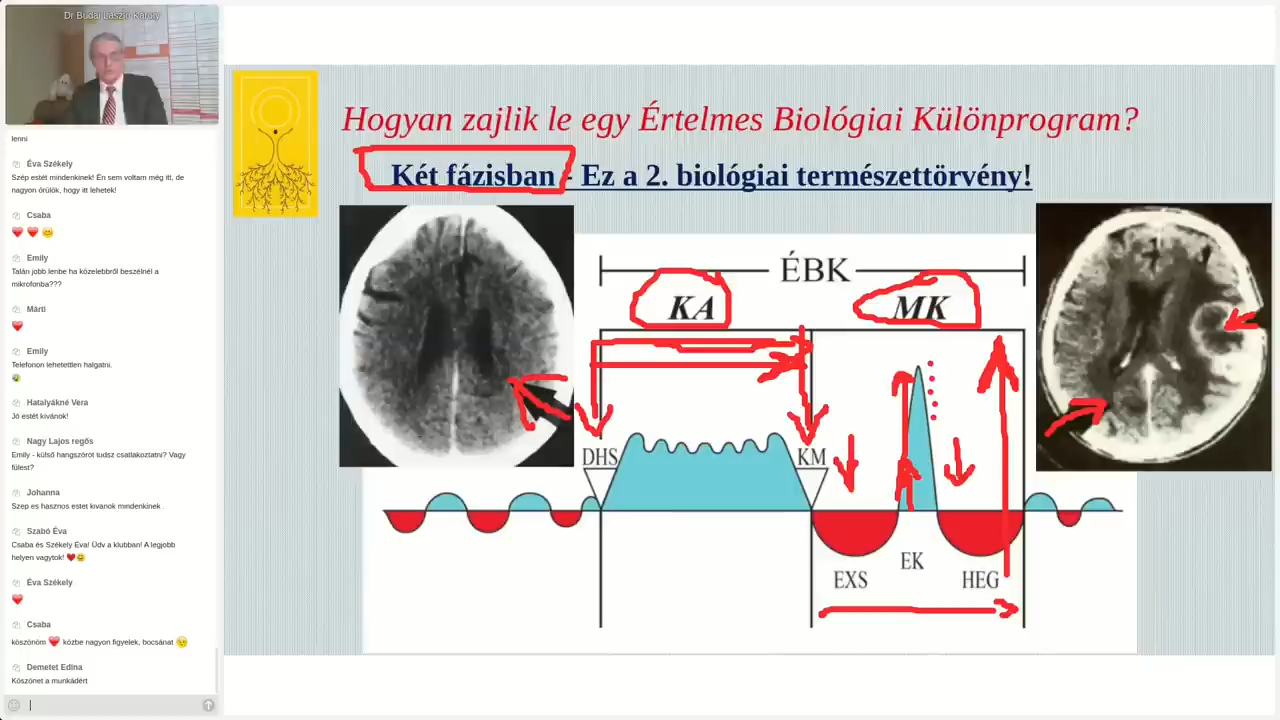 Dr Budai László Károly
lenni
Éva Székely
Szép estét mindenkinek! Én sem voltam még itt, de
nagyon örülök, hogy itt lehetek!
Csaba
Emily
Talán jobb lenbe ha közelebbről beszélnél a
mikrofonba???
Márti
Emily
Telefonon lehetetlen halgatni.
Hatalyákné Vera
Jó estét kivánok!
Nagy Lajos regős
Emily - külső hangszórót tudsz csatlakoztatni? Vagy
fülest?
Johanna
Szep es hasznos estet kivanok mindenkinek .
Szabó Éva
Csaba és Székely Éva! Üdv a klubban! A legjobb
helyen vagytok! ❤😊
Éva Székely
Csaba
köszönöm ❤ közbe nagyon figyelek, bocsánat
Demetet Edina
Köszönet a munkádért
Hogyan zajlik le egy Értelmes Biológiai Különprogram?
Két fázisban - Ez a 2. biológiai természettörvény!
ÉBK
KA MK
DHS KM
EXS EK HEG